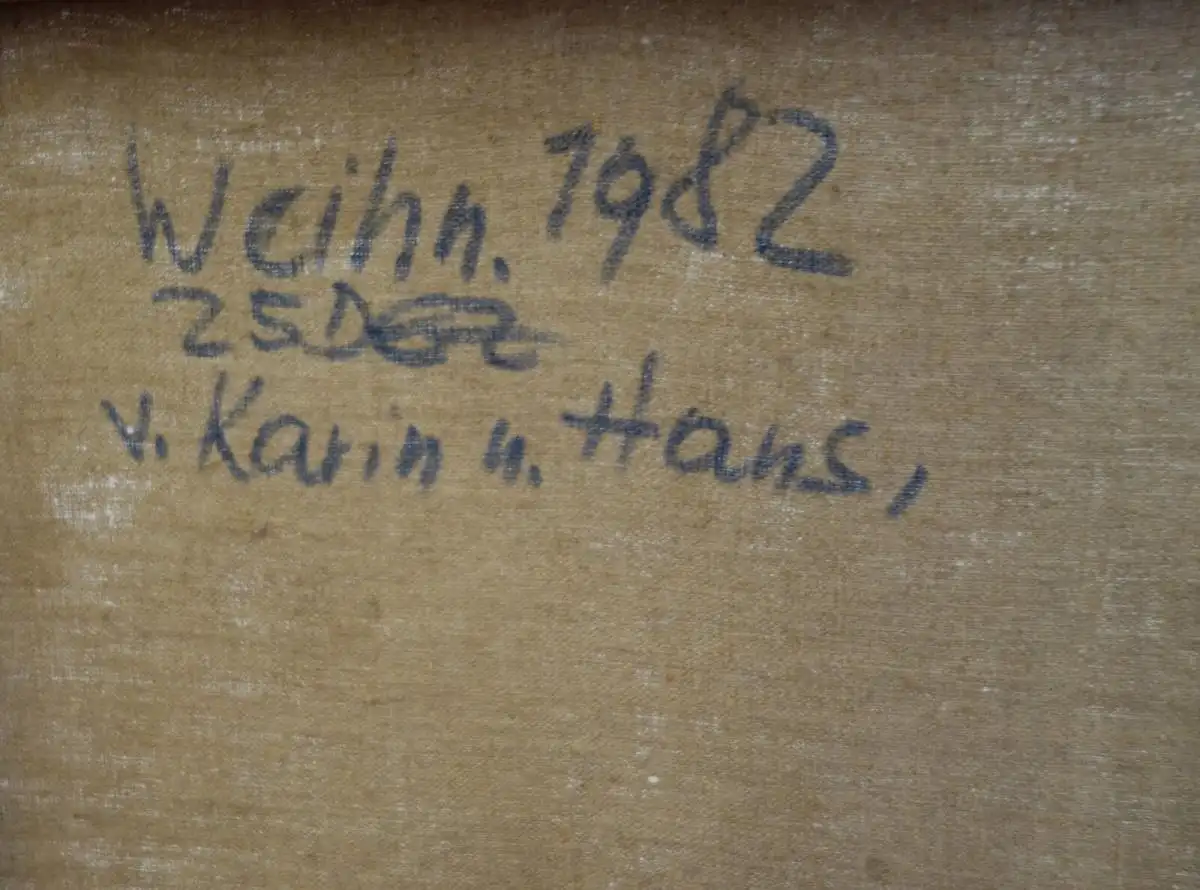 Weihn. 1982
25 Dez
v. Karin u. Hans,